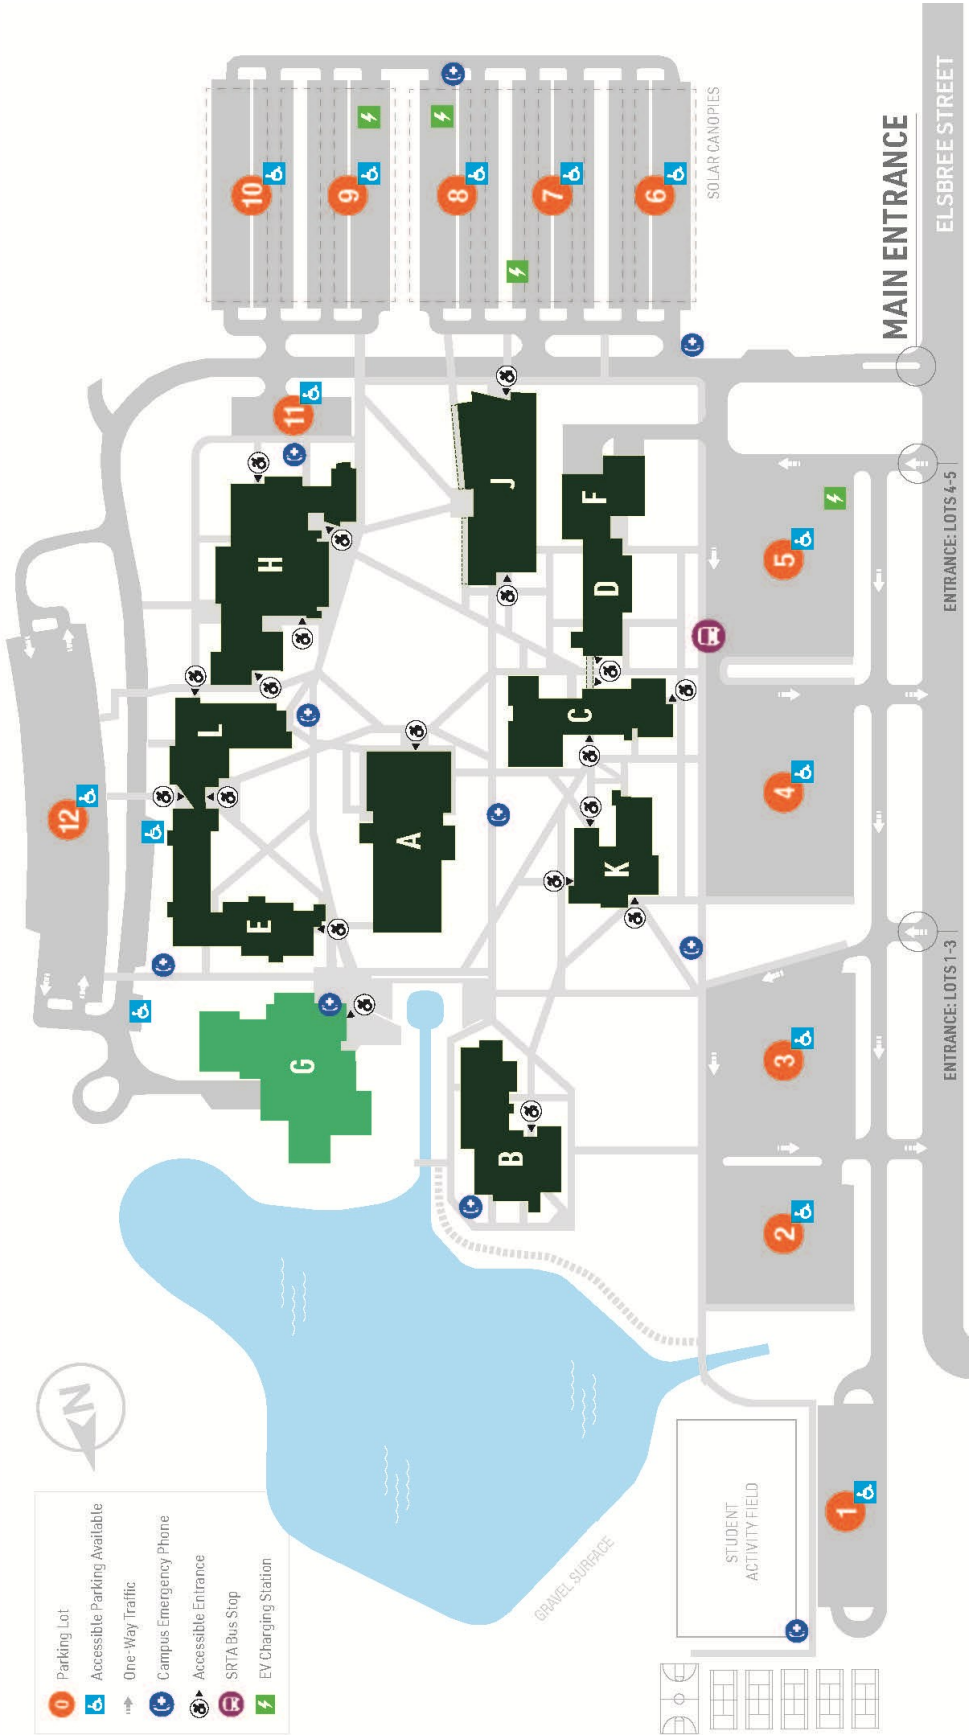 N
0 Parking Lot
Accessible Parking Available
One-Way Traffic
Campus Emergency Phone
Accessible Entrance
SRTA Bus Stop
EV Charging Station
12
11
10
9
8
7
6
SOLAR CANOPIES
G
E
L
H
A
J
B
K
C
D
F
GRAVEL SURFACE
STUDENT
ACTIVITY FIELD
1
2
3
4
5
ENTRANCE: LOTS 1-3
ENTRANCE: LOTS 4-5
MAIN ENTRANCE
ELSBREE STREET